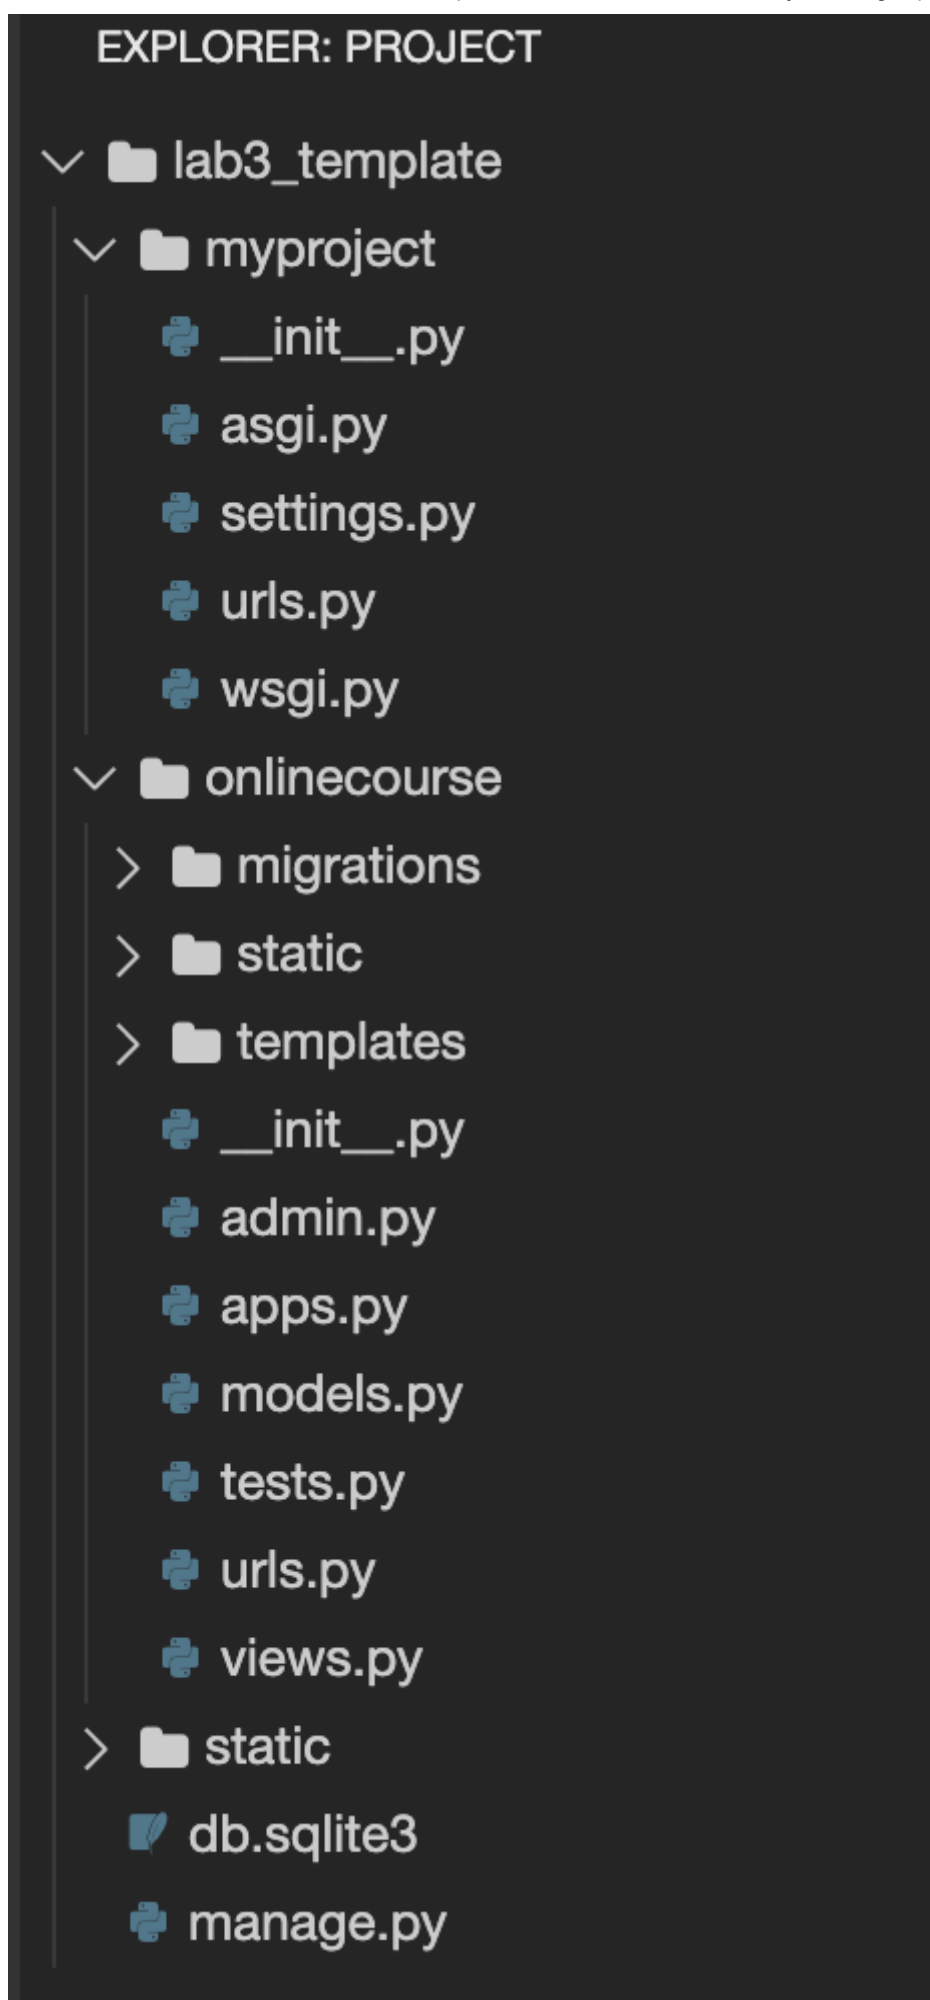 EXPLORER: PROJECT
lab3_template
myproject
__init__.py
asgi.py
settings.py
urls.py
wsgi.py
onlinecourse
migrations
static
templates
__init__.py
admin.py
apps.py
models.py
tests.py
urls.py
views.py
static
db.sqlite3
manage.py